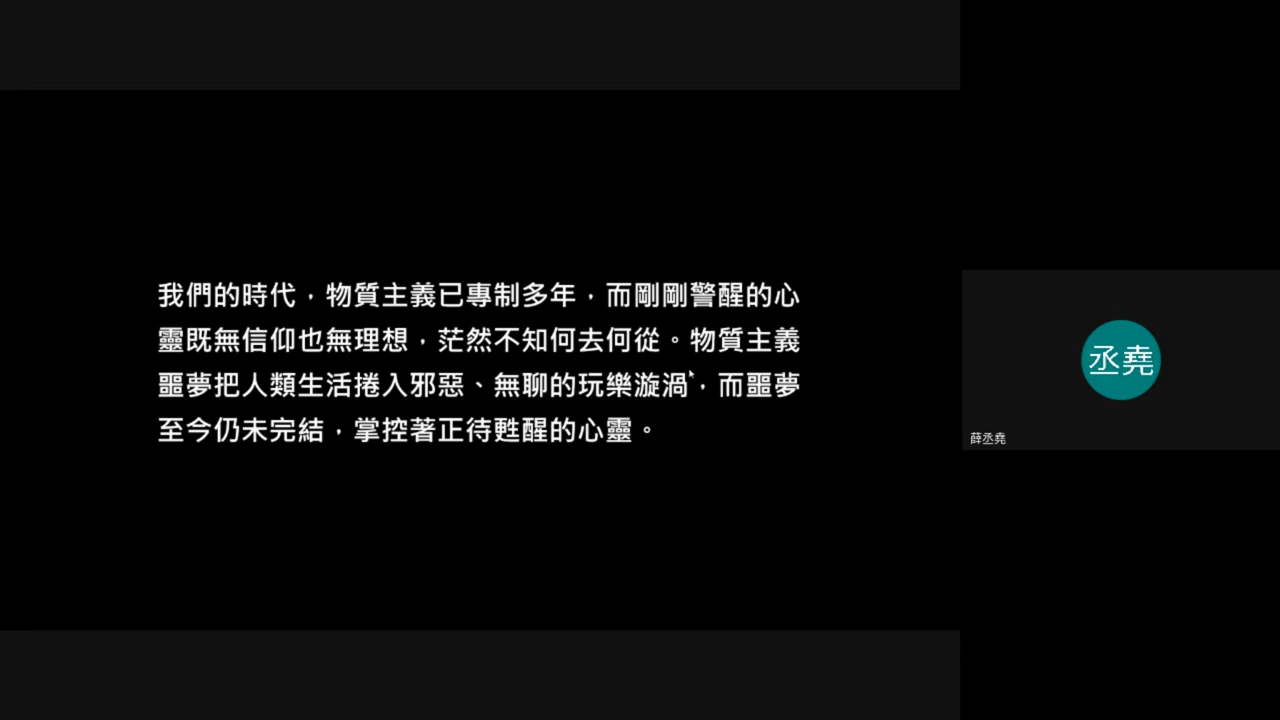 我們的時代，物質主義已專制多年，而剛剛警醒的心
靈既無信仰也無理想，茫然不知何去何從。物質主義
噩夢把人類生活捲入邪惡、無聊的玩樂漩渦，而噩夢
至今仍未完結，掌控著正待甦醒的心靈。
丞堯
薛丞堯